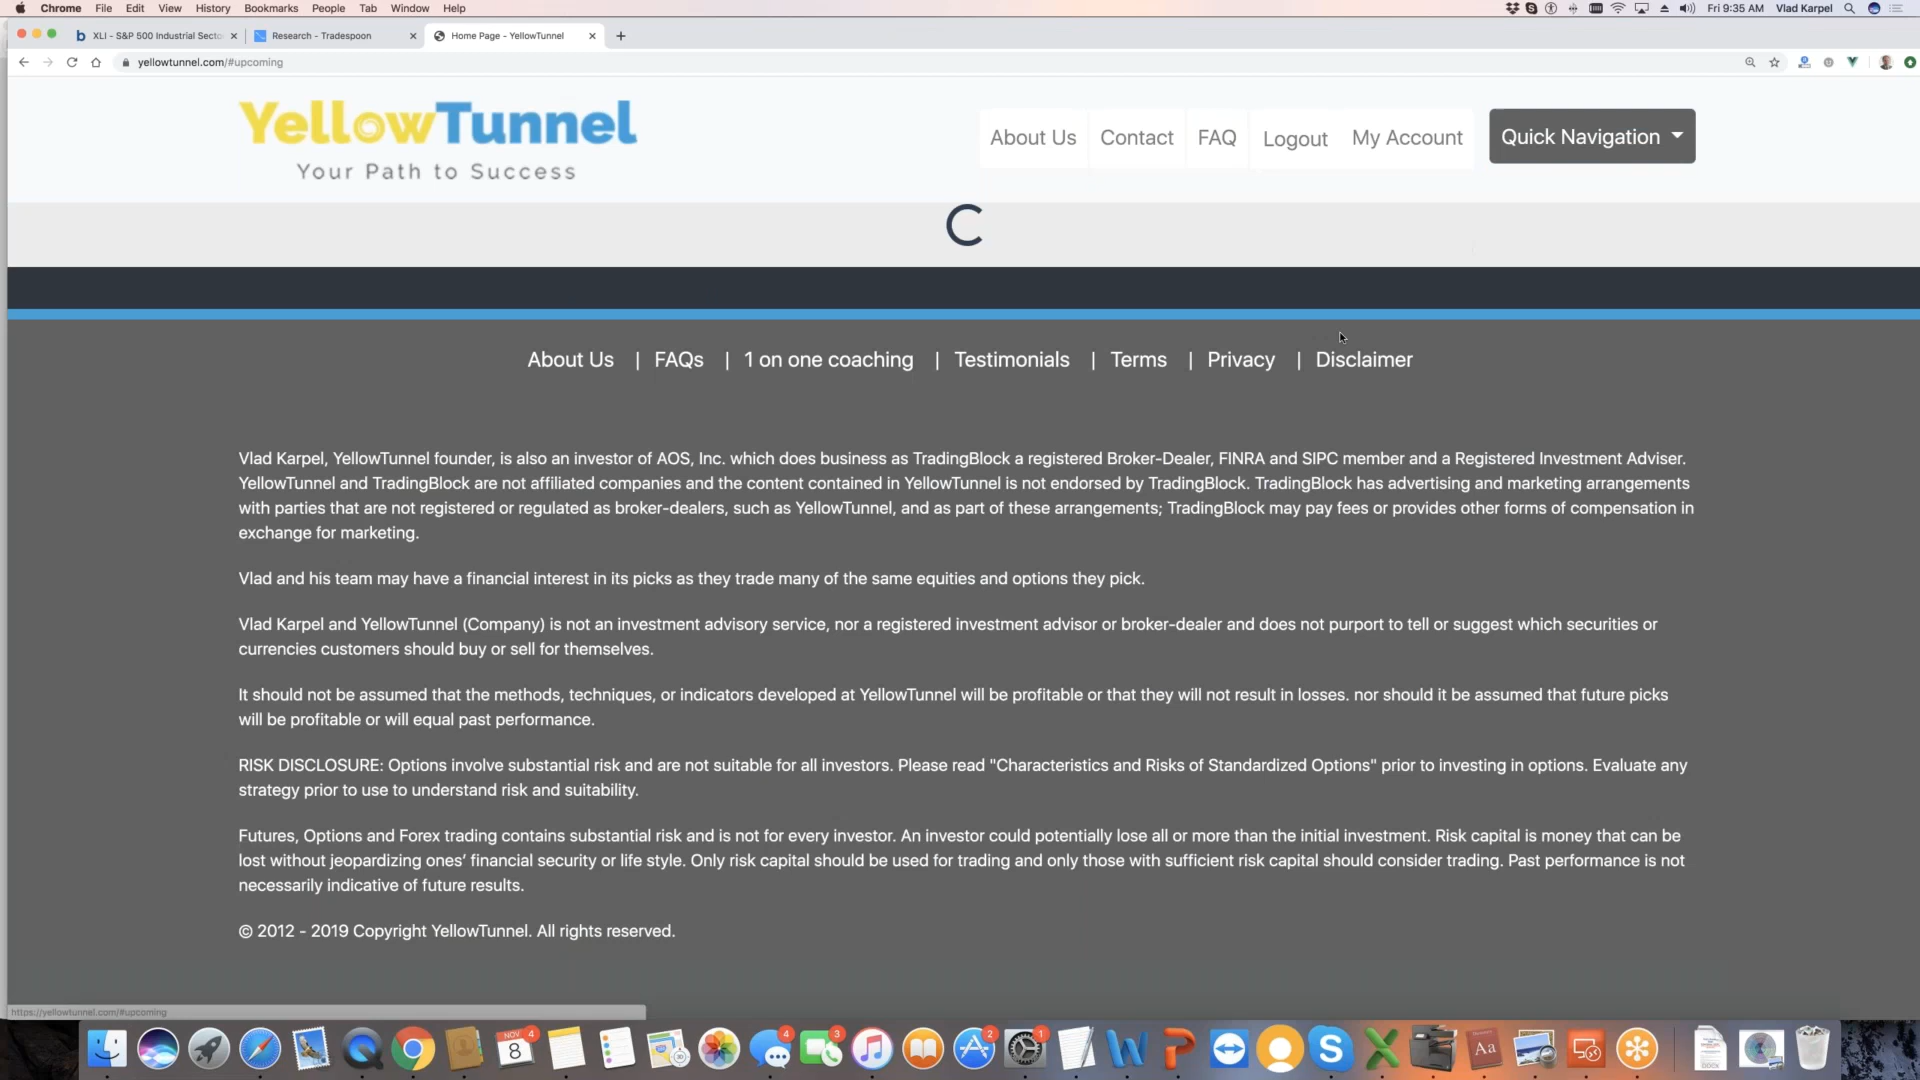 Chrome File Edit View History Bookmarks People Tab Window Help Fri 9:35 AM Vlad Karpel
XLI - S&P 500 Industrial Secto Research - Tradespoon Home Page - YellowTunnel
yellowtunnel.com/#upcoming
YellowTunnel
Your Path to Success
About Us Contact FAQ Logout My Account Quick Navigation
About Us | FAQs | 1 on one coaching | Testimonials | Terms | Privacy | Disclaimer
Vlad Karpel, YellowTunnel founder, is also an investor of AOS, Inc. which does business as TradingBlock a registered Broker-Dealer, FINRA and SIPC member and a Registered Investment Adviser.
YellowTunnel and TradingBlock are not affiliated companies and the content contained in YellowTunnel is not endorsed by TradingBlock. TradingBlock has advertising and marketing arrangements
with parties that are not registered or regulated as broker-dealers, such as YellowTunnel, and as part of these arrangements; TradingBlock may pay fees or provides other forms of compensation in
exchange for marketing.
Vlad and his team may have a financial interest in its picks as they trade many of the same equities and options they pick.
Vlad Karpel and YellowTunnel (Company) is not an investment advisory service, nor a registered investment advisor or broker-dealer and does not purport to tell or suggest which securities or
currencies customers should buy or sell for themselves.
It should not be assumed that the methods, techniques, or indicators developed at YellowTunnel will be profitable or that they will not result in losses. nor should it be assumed that future picks
will be profitable or will equal past performance.
RISK DISCLOSURE: Options involve substantial risk and are not suitable for all investors. Please read "Characteristics and Risks of Standardized Options" prior to investing in options. Evaluate any
strategy prior to use to understand risk and suitability.
Futures, Options and Forex trading contains substantial risk and is not for every investor. An investor could potentially lose all or more than the initial investment. Risk capital is money that can be
lost without jeopardizing ones' financial security or life style. Only risk capital should be used for trading and only those with sufficient risk capital should consider trading. Past performance is not
necessarily indicative of future results.
© 2012 - 2019 Copyright YellowTunnel. All rights reserved.
https://yellowtunnel.com/#upcoming
NOV 8 4 4 3 2 1 Aa